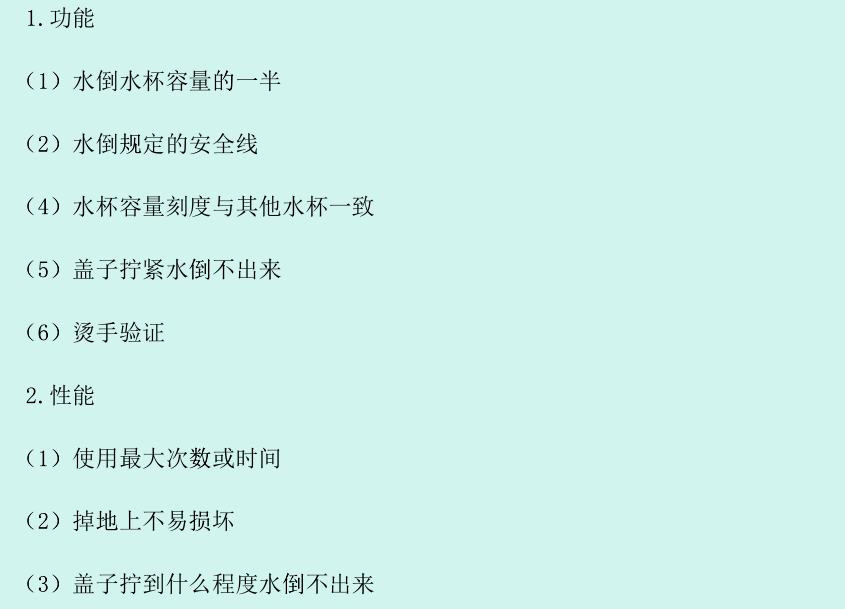 1.功能
（1）水倒水杯容量的一半
（2）水倒规定的安全线
（4）水杯容量刻度与其他水杯一致
（5）盖子拧紧水倒不出来
（6）烫手验证
2.性能
（1）使用最大次数或时间
（2）掉地上不易损坏
（3）盖子拧到什么程度水倒不出来